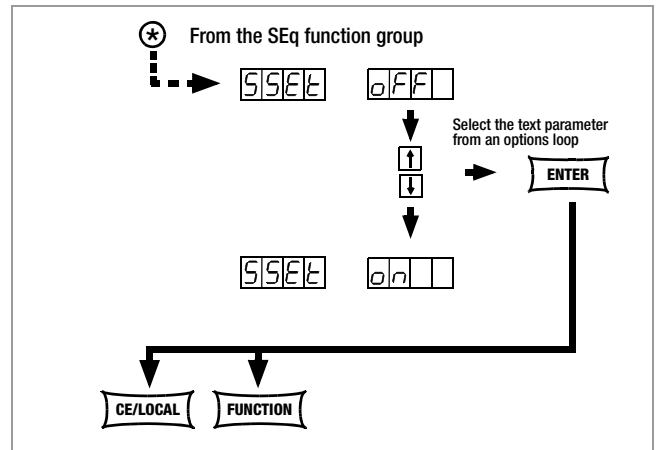 From the SEq function group
SSEt oFF
Select the text parameter
from an options loop
ENTER
SSEt on
CE/LOCAL FUNCTION